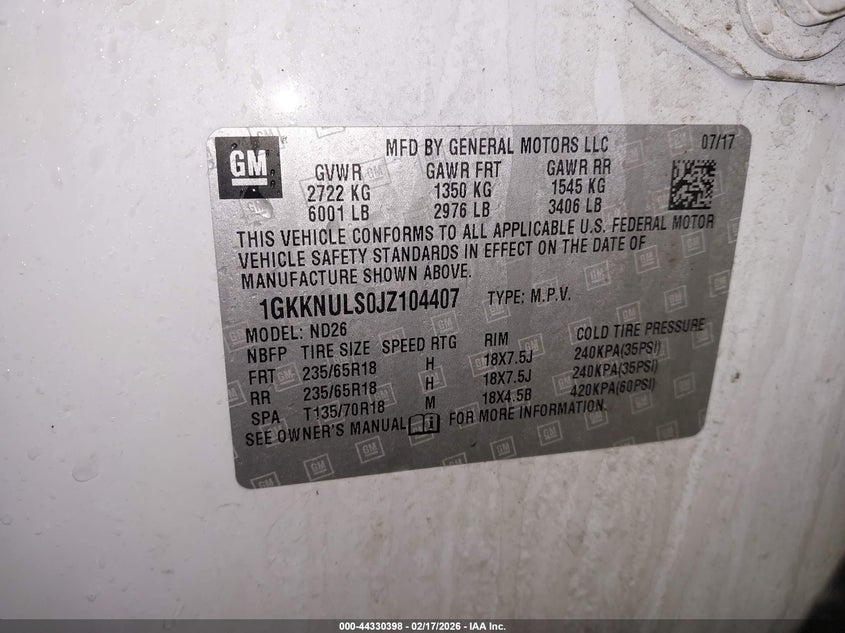 GM
MFD BY GENERAL MOTORS LLC 07/17
GVWR GAWR FRT GAWR RR
2722 KG 1350 KG 1545 KG
6001 LB 2976 LB 3406 LB
THIS VEHICLE CONFORMS TO ALL APPLICABLE U.S. FEDERAL MOTOR
VEHICLE SAFETY STANDARDS IN EFFECT ON THE DATE OF
MANUFACTURE SHOWN ABOVE.
1GKKNULS0JZ104407 TYPE: M.P.V.
MODEL: ND26
NBFP TIRE SIZE SPEED RTG RIM COLD TIRE PRESSURE
FRT 235/65R18 H 18X7.5J 240KPA(35PSI)
RR 235/65R18 H 18X7.5J 240KPA(35PSI)
SPA T135/70R18 M 18X4.5B 420KPA(60PSI)
SEE OWNER'S MANUAL FOR MORE INFORMATION.
000-44330398 - 02/17/2026 - IAA Inc.